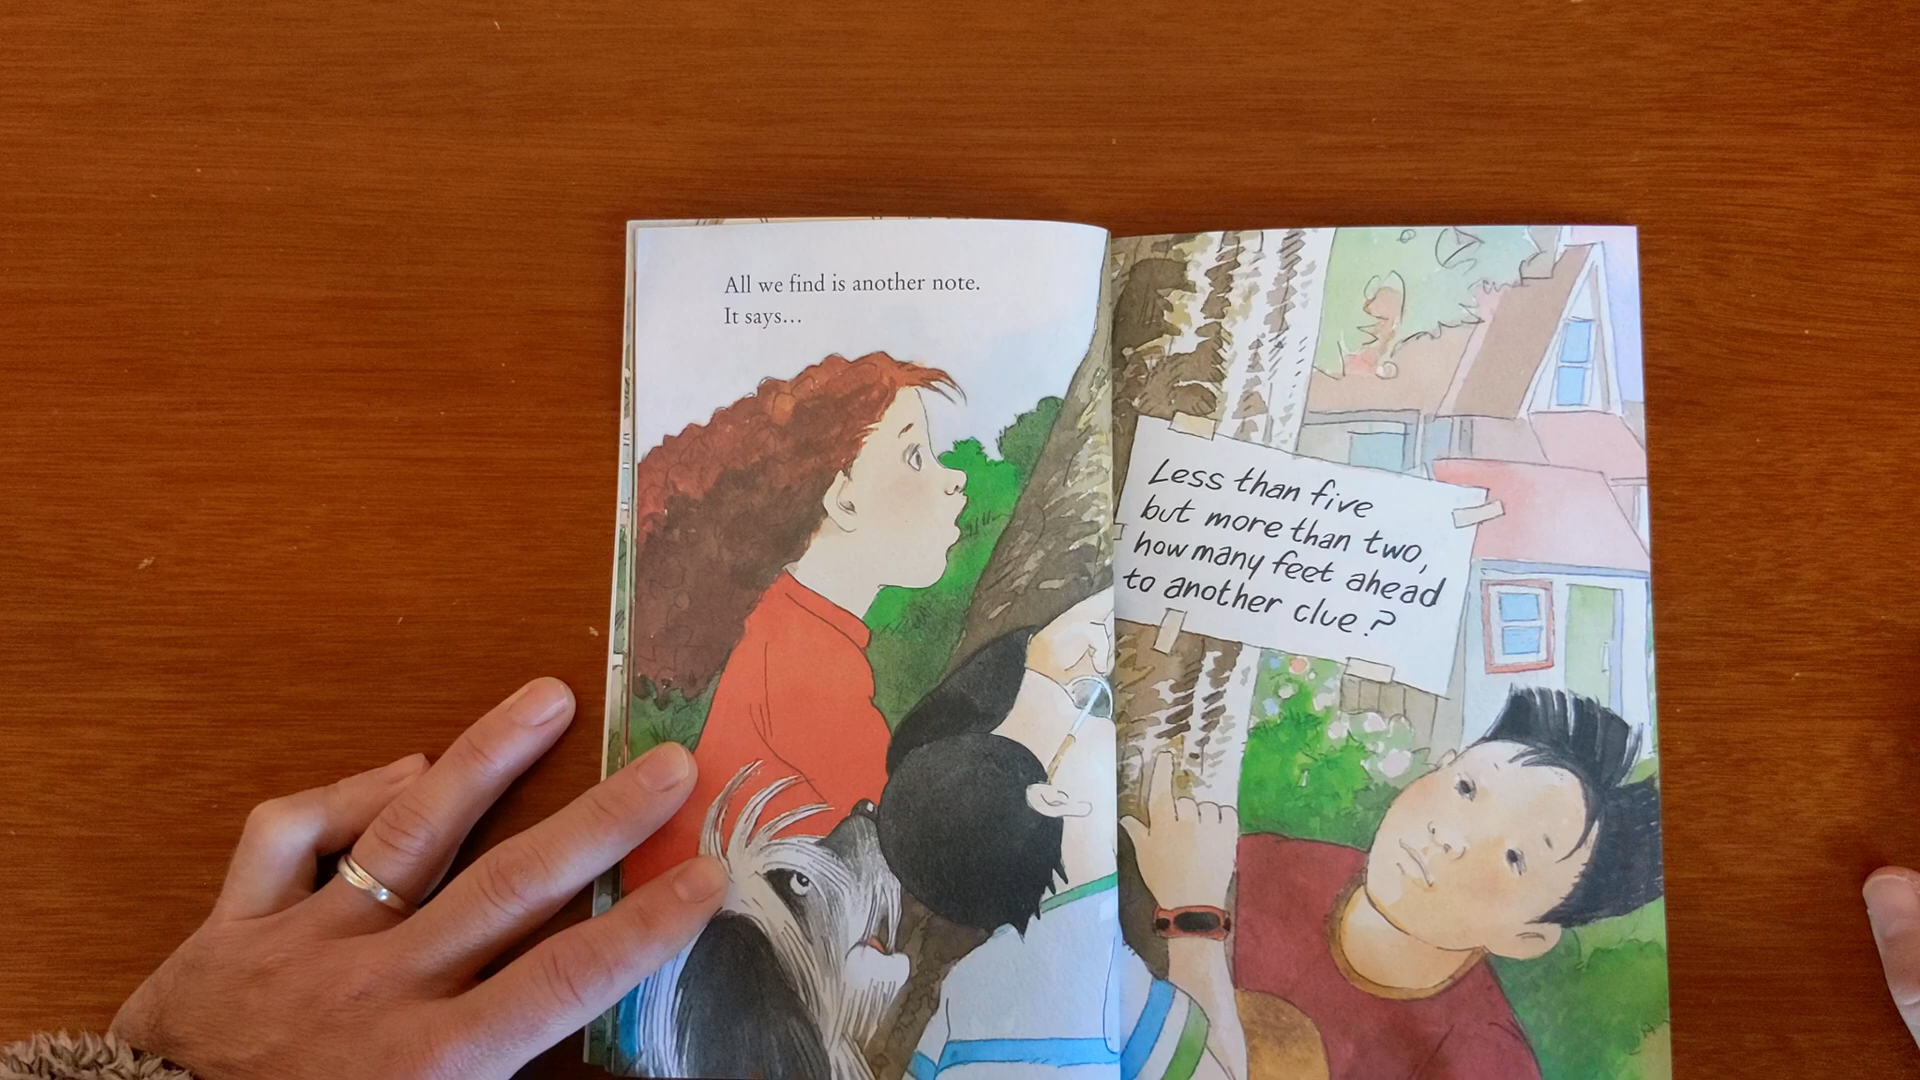 All we find is another note.
It says...
Less than five
but more than two,
how many feet ahead
to another clue?